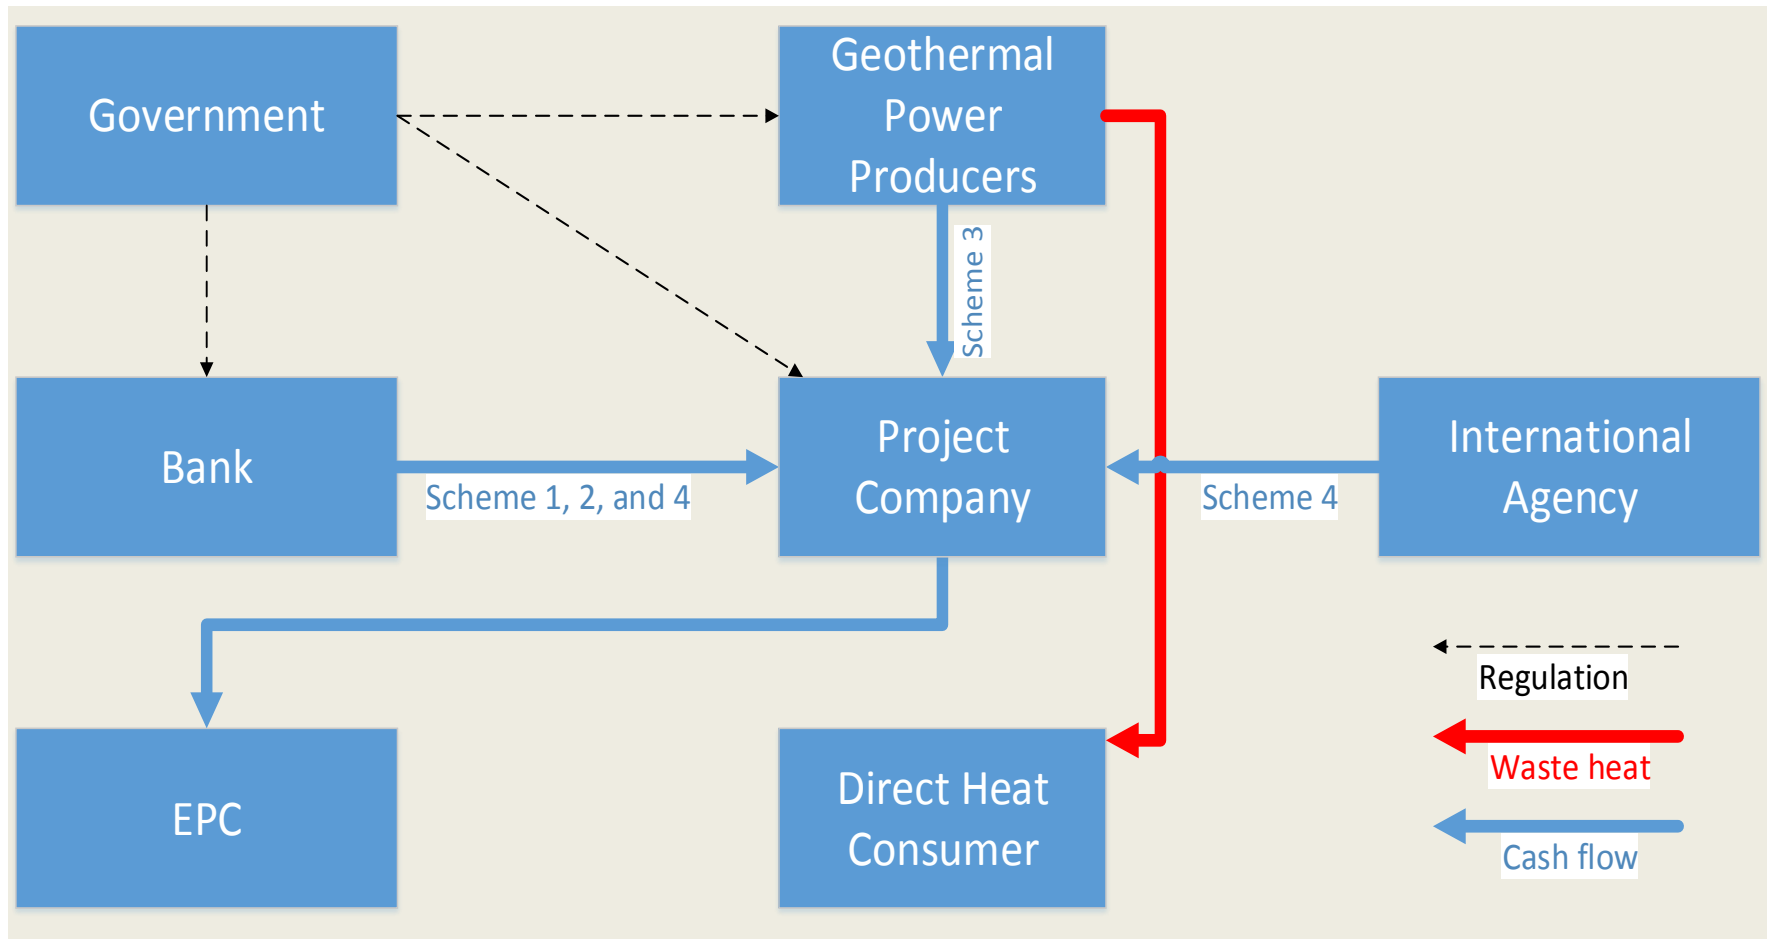 Government
Geothermal
Power
Producers
Scheme 3
Bank
Scheme 1, 2, and 4
Project
Company
Scheme 4
International
Agency
EPC
Direct Heat
Consumer
Regulation
Waste heat
Cash flow